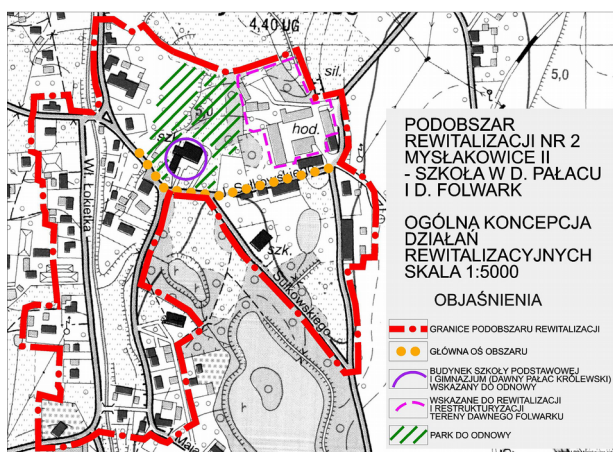 4,40 UG
sil.
5,0
5,0
szk.
hod.
Wł. Łokietka
szk.
Sułkowskiego
PODOBSZAR
REWITALIZACJI NR 2
MYSŁAKOWICE II
- SZKOŁA W D. PAŁACU
I D. FOLWARK
OGÓLNA KONCEPCJA
DZIAŁAŃ
REWITALIZACYJNYCH
SKALA 1:5000
OBJAŚNIENIA
GRANICE PODOBSZARU REWITALIZACJI
GŁÓWNA OŚ OBSZARU
BUDYNEK SZKOŁY PODSTAWOWEJ
I GIMNAZJUM (DAWNY PAŁAC KRÓLEWSKI)
WSKAZANY DO ODNOWY
WSKAZANE DO REWITALIZACJI
I RESTRUKTURYZACJI
TERENY DAWNEGO FOLWARKU
PARK DO ODNOWY